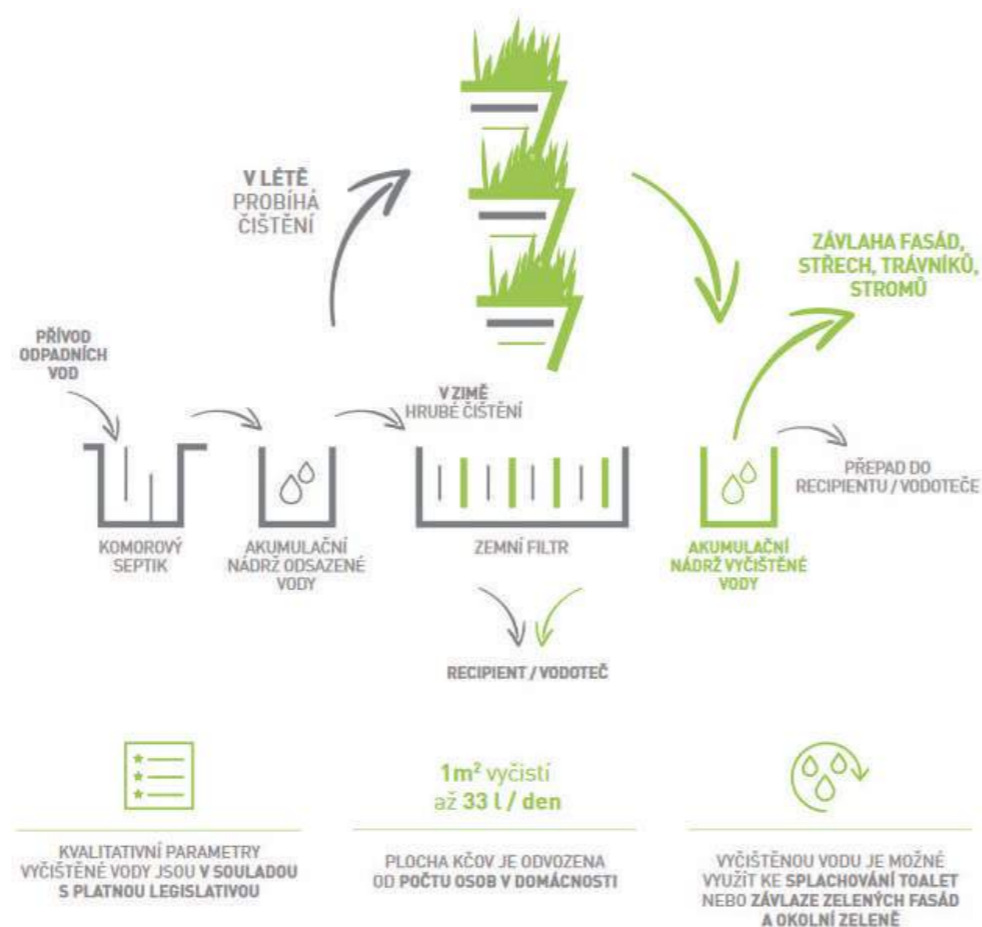 V LÉTĚ
PROBÍHÁ
ČIŠTĚNÍ
ZÁVLAHA FASÁD,
STŘECH, TRÁVNÍKŮ,
STROMŮ
PŘÍVOD
ODPADNÍCH
VOD
V ZIMĚ
HRUBÉ ČIŠTĚNÍ
PŘEPAD DO
RECIPIENTU / VODOTEČE
KOMOROVÝ
SEPTIK
AKUMULAČNÍ
NÁDRŽ ODSAZENÉ
VODY
ZEMNÍ FILTR
AKUMULAČNÍ
NÁDRŽ VYČIŠTĚNÉ
VODY
RECIPIENT / VODOTEČ
1m² vyčistí
až 33 l / den
KVALITATIVNÍ PARAMETRY
VYČIŠTĚNÉ VODY JSOU V SOULADU
S PLATNOU LEGISLATIVOU
PLOCHA KČOV JE ODVOZENA
OD POČTU OSOB V DOMÁCNOSTI
VYČIŠTĚNOU VODU JE MOŽNÉ
VYUŽÍT KE SPLACHOVÁNÍ TOALET
NEBO ZÁVLAZE ZELENÝCH FASÁD
A OKOLNÍ ZELENĚ